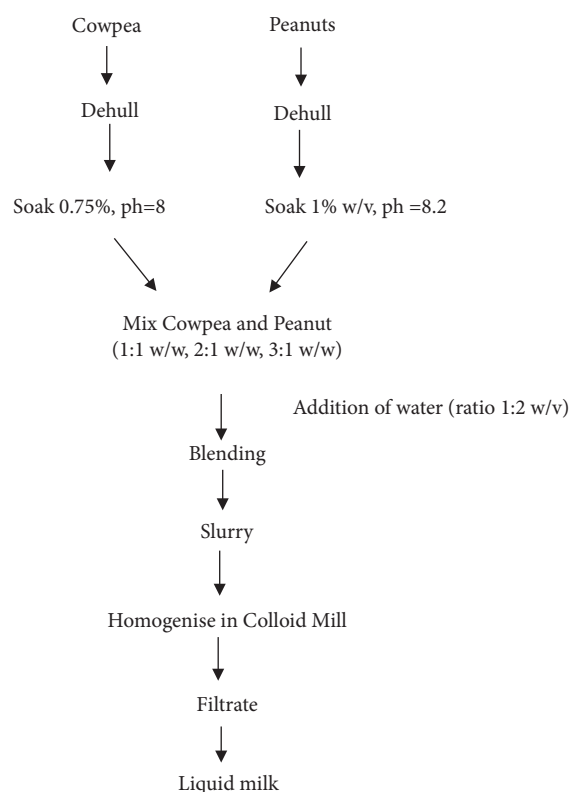 Cowpea
Peanuts
Dehull
Dehull
Soak 0.75%, ph=8
Soak 1% w/v, ph =8.2
Mix Cowpea and Peanut
(1:1 w/w, 2:1 w/w, 3:1 w/w)
Addition of water (ratio 1:2 w/v)
Blending
Slurry
Homogenise in Colloid Mill
Filtrate
Liquid milk